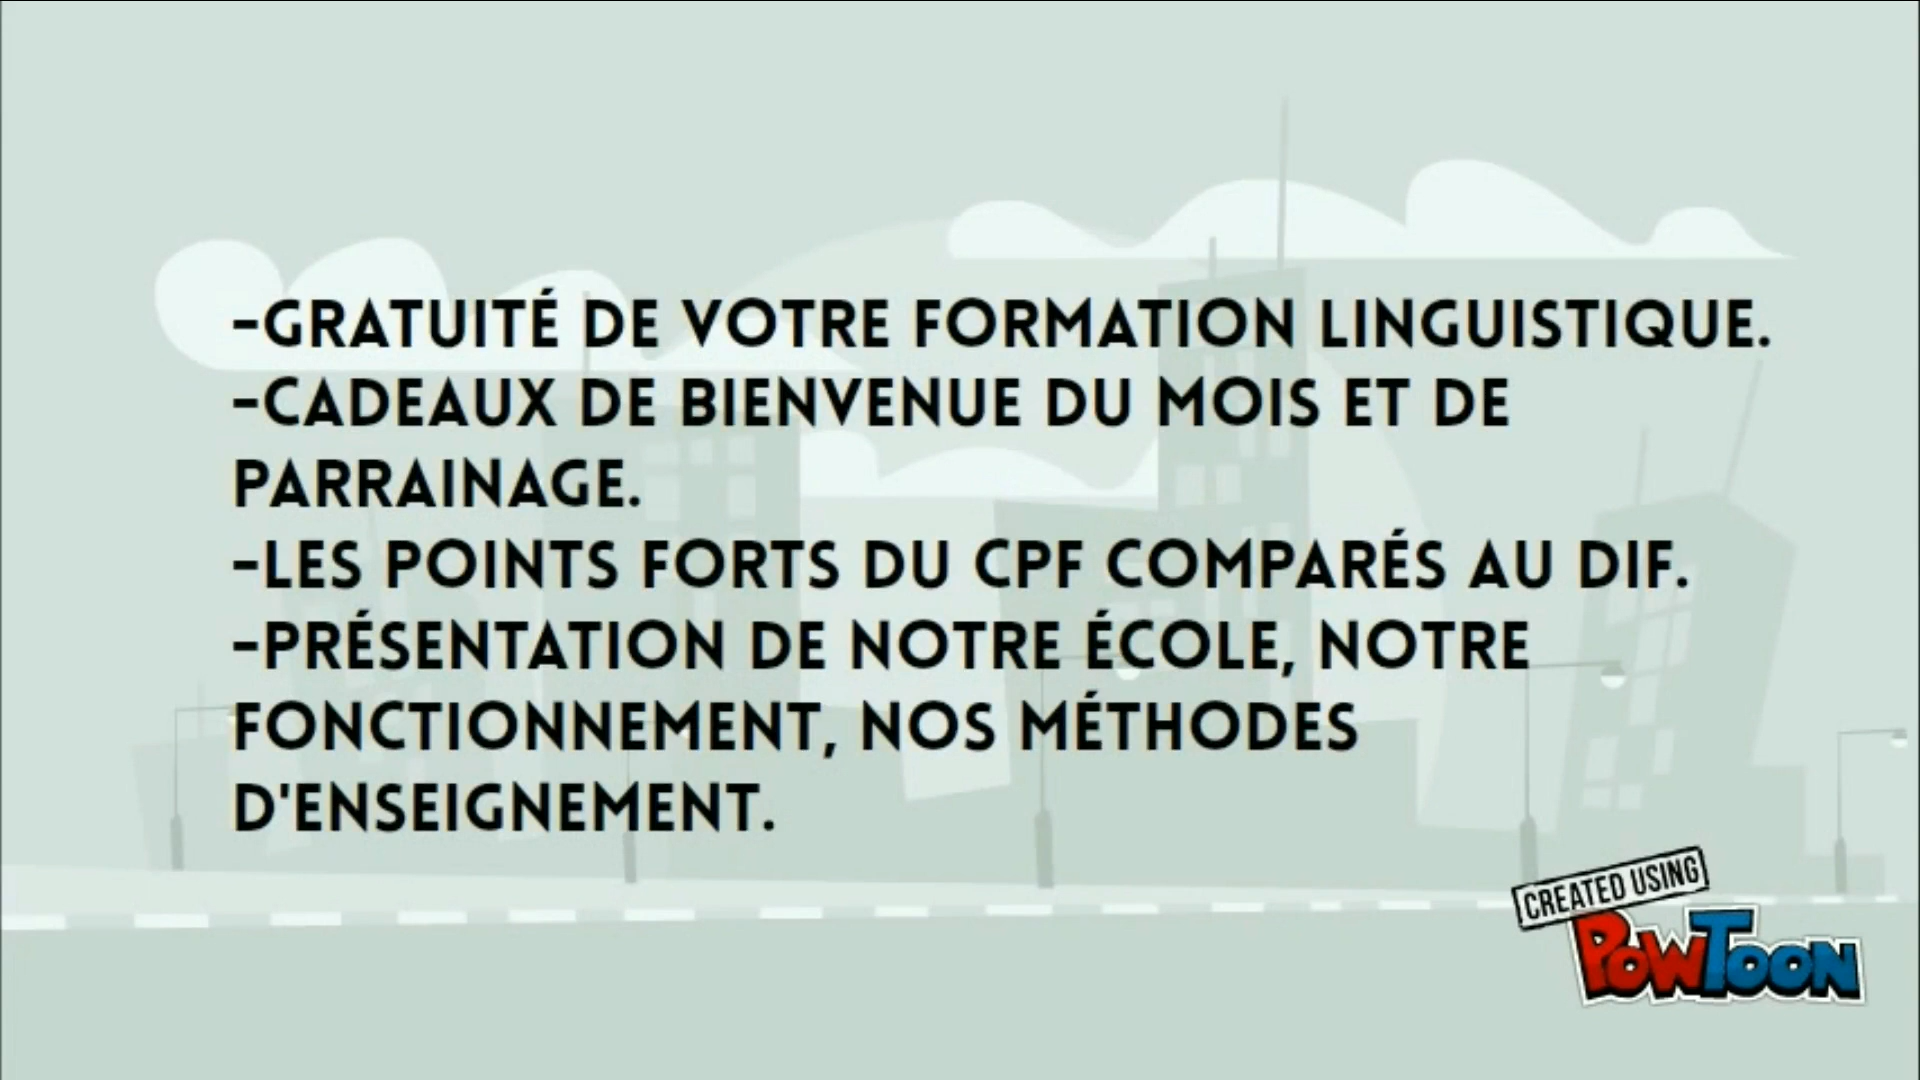 -GRATUITÉ DE VOTRE FORMATION LINGUISTIQUE.
-CADEAUX DE BIENVENUE DU MOIS ET DE
PARRAINAGE.
-LES POINTS FORTS DU CPF COMPARÉS AU DIF.
-PRÉSENTATION DE NOTRE ÉCOLE, NOTRE
FONCTIONNEMENT, NOS MÉTHODES
D'ENSEIGNEMENT.
CREATED USING
POWTOON